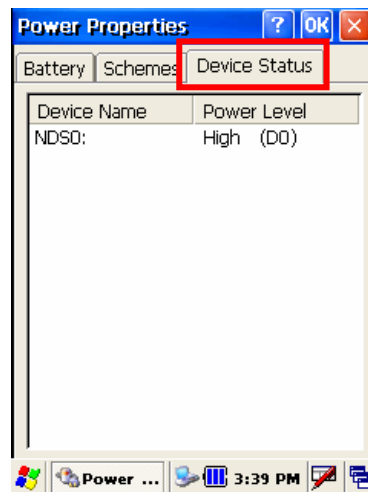 Power Properties ? OK ×
Battery Schemes Device Status
Device Name Power Level
NDS0: High (D0)
Power ... 3:39 PM